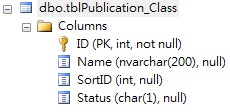 dbo.tblPublication_Class
Columns
ID (PK, int, not null)
Name (nvarchar(200), null)
SortID (int, null)
Status (char(1), null)